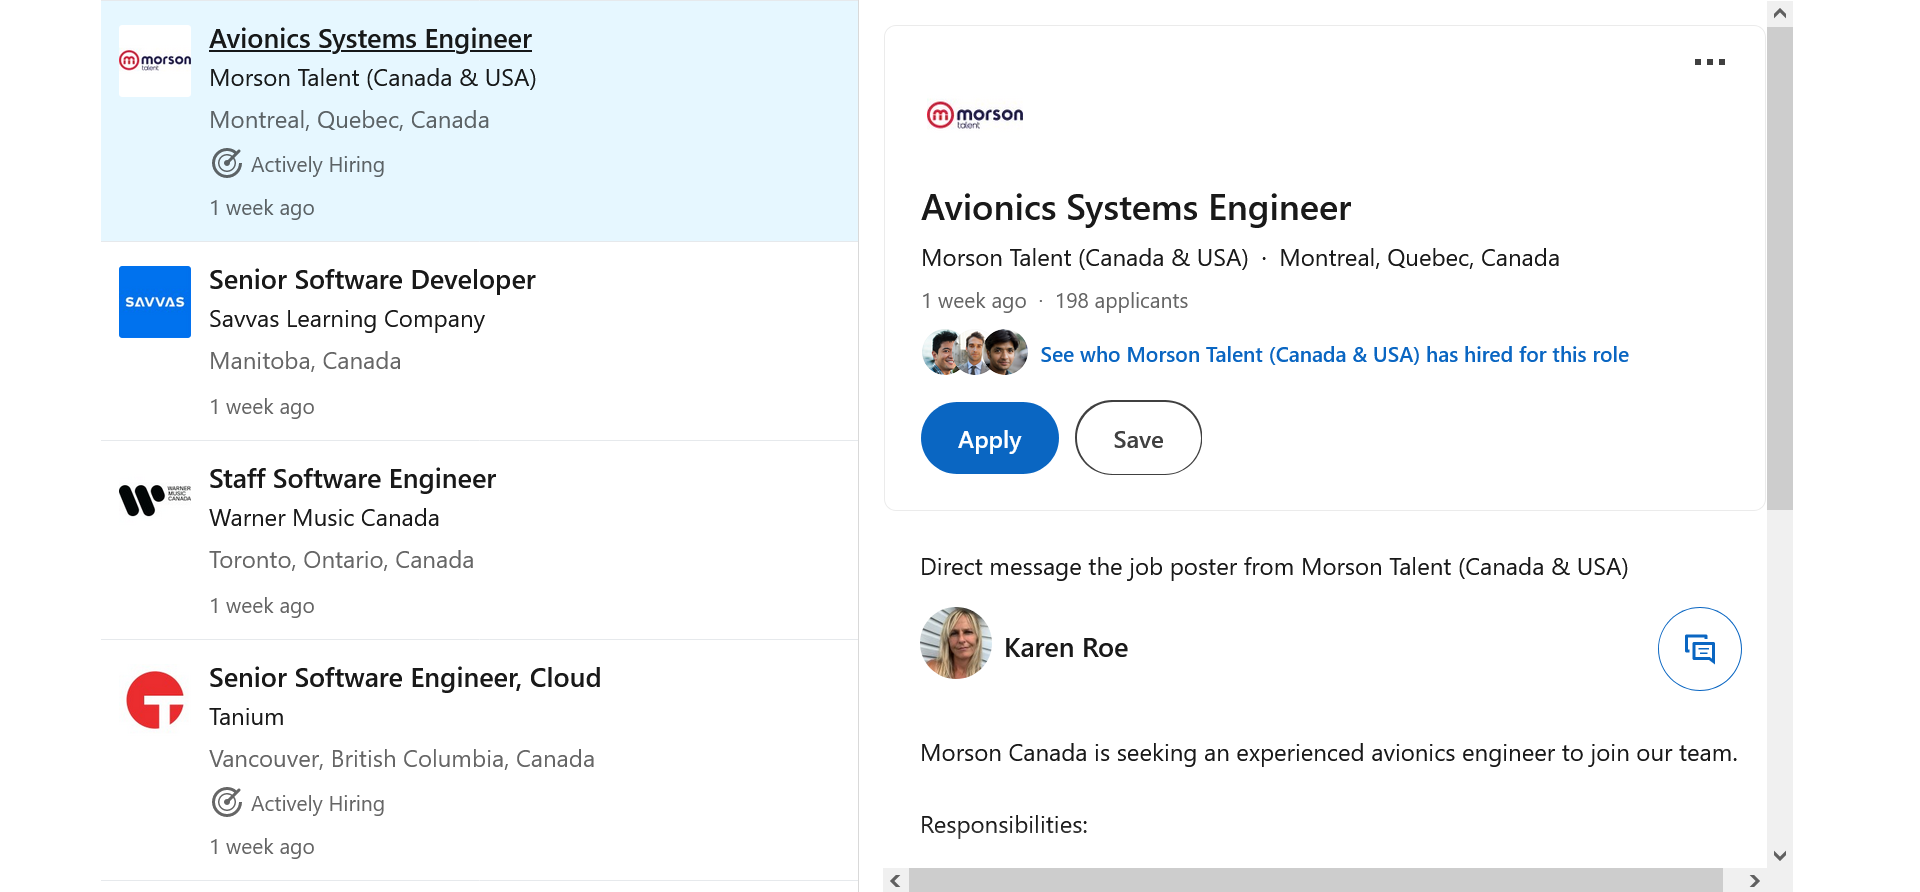 morson
talent
Avionics Systems Engineer
Morson Talent (Canada & USA)
Montreal, Quebec, Canada
Actively Hiring
1 week ago
SAVVAS
Senior Software Developer
Savvas Learning Company
Manitoba, Canada
1 week ago
WARNER
MUSIC
CANADA
Staff Software Engineer
Warner Music Canada
Toronto, Ontario, Canada
1 week ago
Senior Software Engineer, Cloud
Tanium
Vancouver, British Columbia, Canada
Actively Hiring
1 week ago
morson
talent
Avionics Systems Engineer
Morson Talent (Canada & USA) · Montreal, Quebec, Canada
1 week ago · 198 applicants
See who Morson Talent (Canada & USA) has hired for this role
Apply Save
Direct message the job poster from Morson Talent (Canada & USA)
Karen Roe
Morson Canada is seeking an experienced avionics engineer to join our team.
Responsibilities: